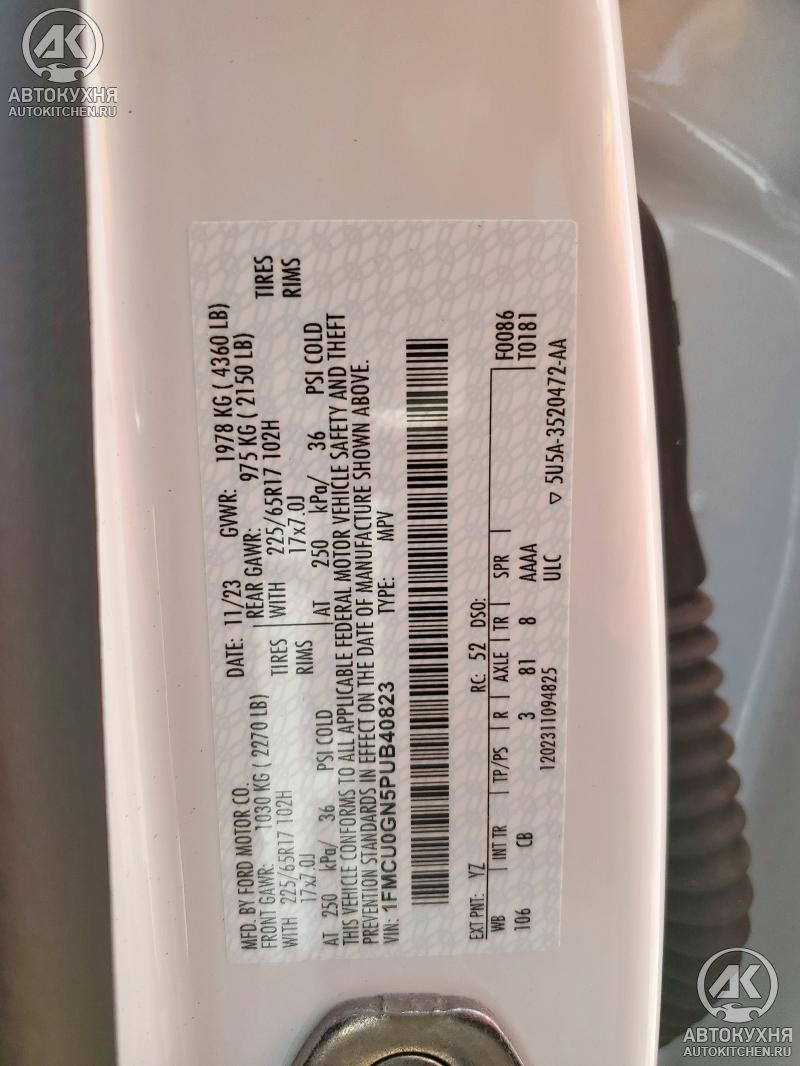 AK
АВТОКУХНЯ
AUTOKITCHEN.RU
MFD. BY FORD MOTOR CO. DATE: 11/23 GVWR: 1978 KG ( 4360 LB)
FRONT GAWR: 1030 KG ( 2270 LB) REAR GAWR: 975 KG ( 2150 LB)
WITH 225/65R17 102H TIRES WITH 225/65R17 102H TIRES
17x7.0J RIMS 17x7.0J RIMS
AT 250 kPa/ 36 PSI COLD AT 250 kPa/ 36 PSI COLD
THIS VEHICLE CONFORMS TO ALL APPLICABLE FEDERAL MOTOR VEHICLE SAFETY AND THEFT
PREVENTION STANDARDS IN EFFECT ON THE DATE OF MANUFACTURE SHOWN ABOVE.
VIN: 1FMCU0GN5PUB40823 TYPE: MPV
EXT PNT: YZ RC: 52 DSO:
WB INT TR TP/PS R AXLE TR SPR F0086
106 CB 3 81 8 AAAA T0181
1202311094825 ULC ▽ 5U5A-3520472-AA
AK
АВТОКУХНЯ
AUTOKITCHEN.RU